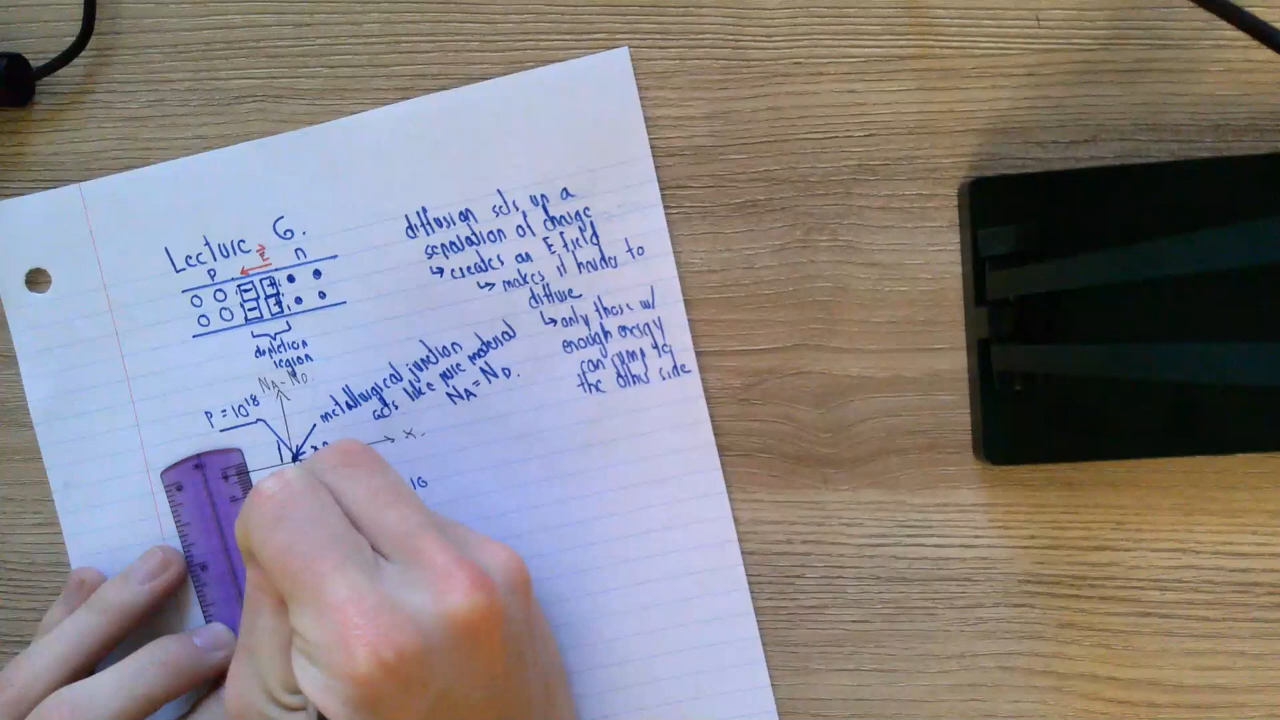 Lecture 6.
E
P
n
depletion
region
diffusion sets up a
separation of charge
↳ creates an E field
↳ makes it harder to
diffuse
↳ only those w/
enough energy
can jump to
the other side
NA - ND.
P = 10^18
metallurgical junction
acts like pure material
NA = ND.
x.